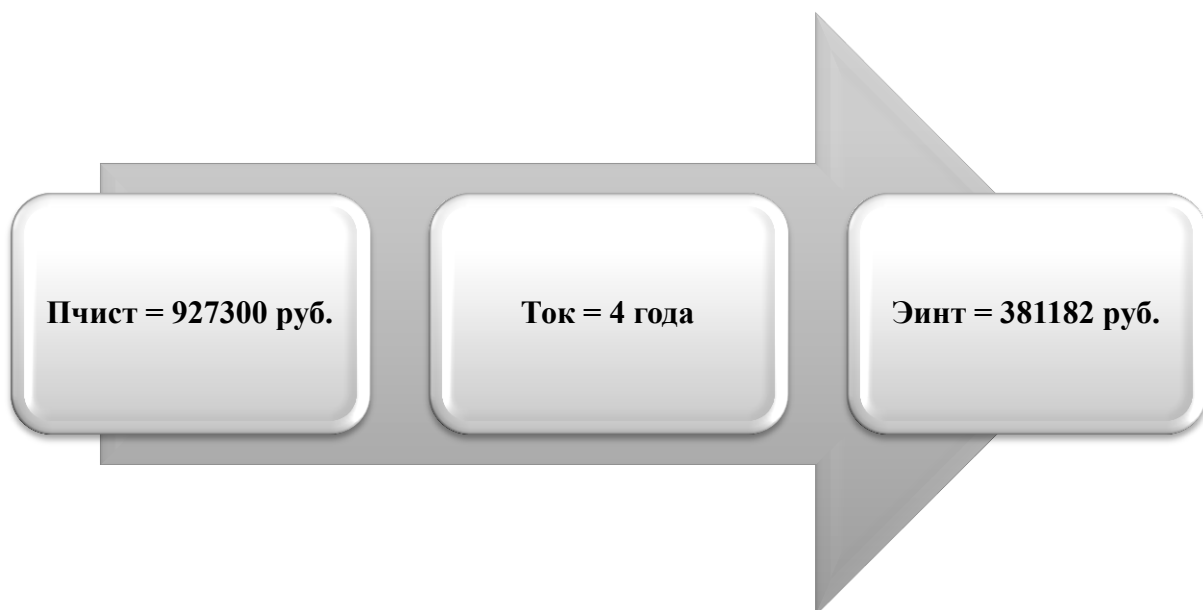 Пчист = 927300 руб.
Ток = 4 года
Эинт = 381182 руб.